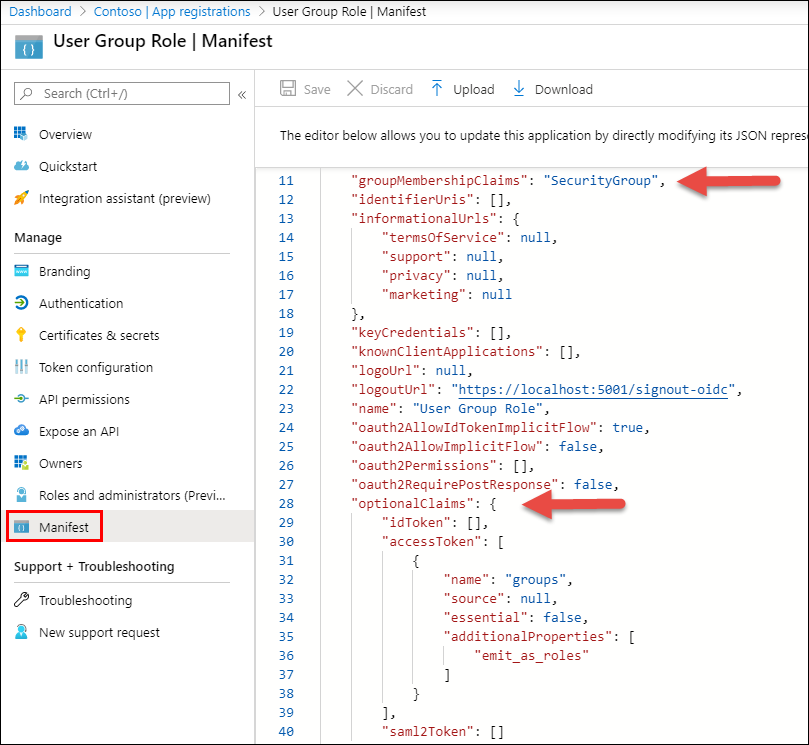 Dashboard > Contoso | App registrations > User Group Role | Manifest
User Group Role | Manifest
Search (Ctrl+/)
«
Overview
Quickstart
Integration assistant (preview)
Manage
Branding
Authentication
Certificates & secrets
Token configuration
API permissions
Expose an API
Owners
Roles and administrators (Previ...
Manifest
Support + Troubleshooting
Troubleshooting
New support request
Save Discard Upload Download
The editor below allows you to update this application by directly modifying its JSON repres
11 "groupMembershipClaims": "SecurityGroup",
12 "identifierUris": [],
13 "informationalUrls": {
14 "termsOfService": null,
15 "support": null,
16 "privacy": null,
17 "marketing": null
18 },
19 "keyCredentials": [],
20 "knownClientApplications": [],
21 "logoUrl": null,
22 "logoutUrl": "https://localhost:5001/signout-oidc",
23 "name": "User Group Role",
24 "oauth2AllowIdTokenImplicitFlow": true,
25 "oauth2AllowImplicitFlow": false,
26 "oauth2Permissions": [],
27 "oauth2RequirePostResponse": false,
28 "optionalClaims": {
29 "idToken": [],
30 "accessToken": [
31 {
32 "name": "groups",
33 "source": null,
34 "essential": false,
35 "additionalProperties": [
36 "emit_as_roles"
37 ]
38 }
39 ],
40 "saml2Token": []